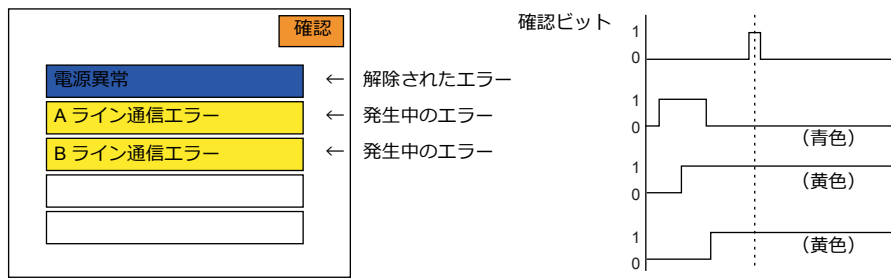 確認
電源異常
← 解除されたエラー
A ライン通信エラー
← 発生中のエラー
B ライン通信エラー
← 発生中のエラー
確認ビット
1
0
1
0
(青色)
1
0
(黄色)
1
0
(黄色)